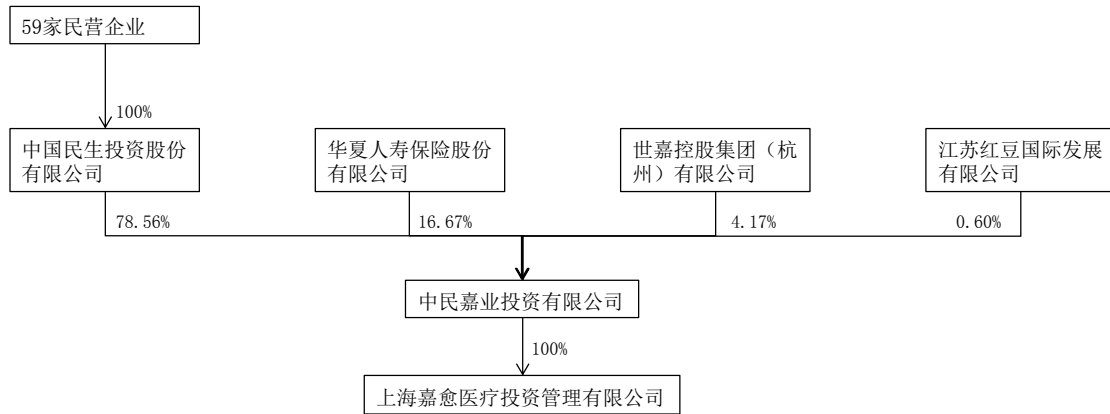 59家民营企业
100%
中国民生投资股份
有限公司
华夏人寿保险股份
有限公司
世嘉控股集团（杭
州）有限公司
江苏红豆国际发展
有限公司
78.56%
16.67%
4.17%
0.60%
中民嘉业投资有限公司
100%
上海嘉愈医疗投资管理有限公司